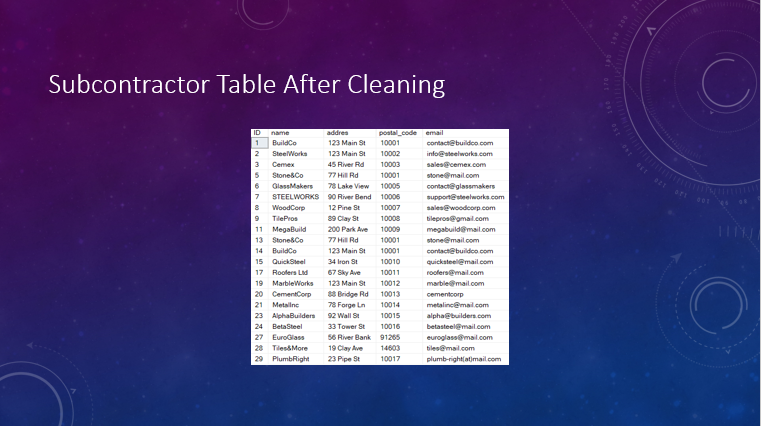 Subcontractor Table After Cleaning
ID name addres postal_code email
1 BuildCo 123 Main St 10001 contact@buildco.com
2 SteelWorks 123 Main St 10002 info@steelworks.com
3 Cemex 45 River Rd 10003 sales@cemex.com
5 Stone&Co 77 Hill Rd 10001 stone@mail.com
6 GlassMakers 78 Lake View 10005 contact@glassmakers
7 STEELWORKS 90 River Bend 10006 support@steelworks.com
8 WoodCorp 12 Pine St 10007 sales@woodcorp.com
9 TilePros 89 Clay St 10008 tilepros@gmail.com
11 MegaBuild 200 Park Ave 10009 megabuild@mail.com
13 Stone&Co 77 Hill Rd 10001 stone@mail.com
14 BuildCo 123 Main St 10001 contact@buildco.com
15 QuickSteel 34 Iron St 10010 quicksteel@mail.com
17 Roofers Ltd 67 Sky Ave 10011 roofers@mail.com
19 MarbleWorks 123 Main St 10012 marble@mail.com
20 CementCorp 88 Bridge Rd 10013 cementcorp
21 MetalInc 78 Forge Ln 10014 metalinc@mail.com
23 AlphaBuilders 92 Wall St 10015 alpha@builders.com
24 BetaSteel 33 Tower St 10016 betasteel@mail.com
27 EuroGlass 56 River Bank 91265 euroglass@mail.com
28 Tiles&More 19 Clay Ave 14603 tiles@mail.com
29 PlumbRight 23 Pipe St 10017 plumb-right(at)mail.com